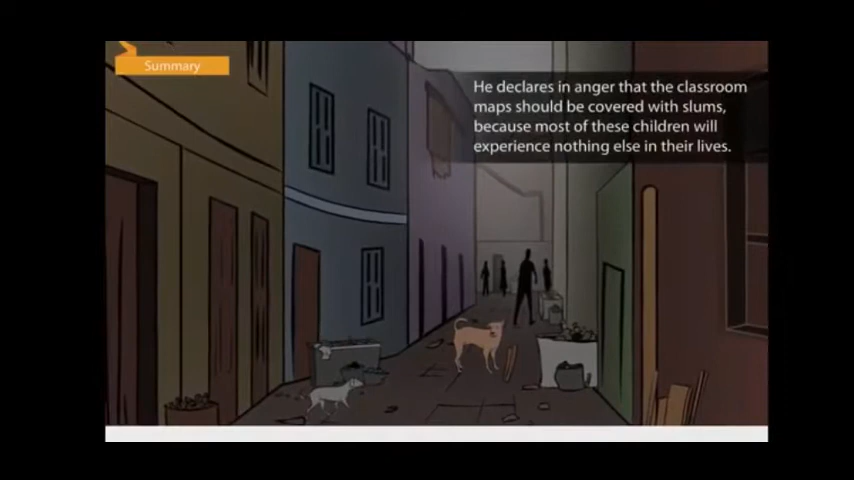 Summary
He declares in anger that the classroom
maps should be covered with slums,
because most of these children will
experience nothing else in their lives.